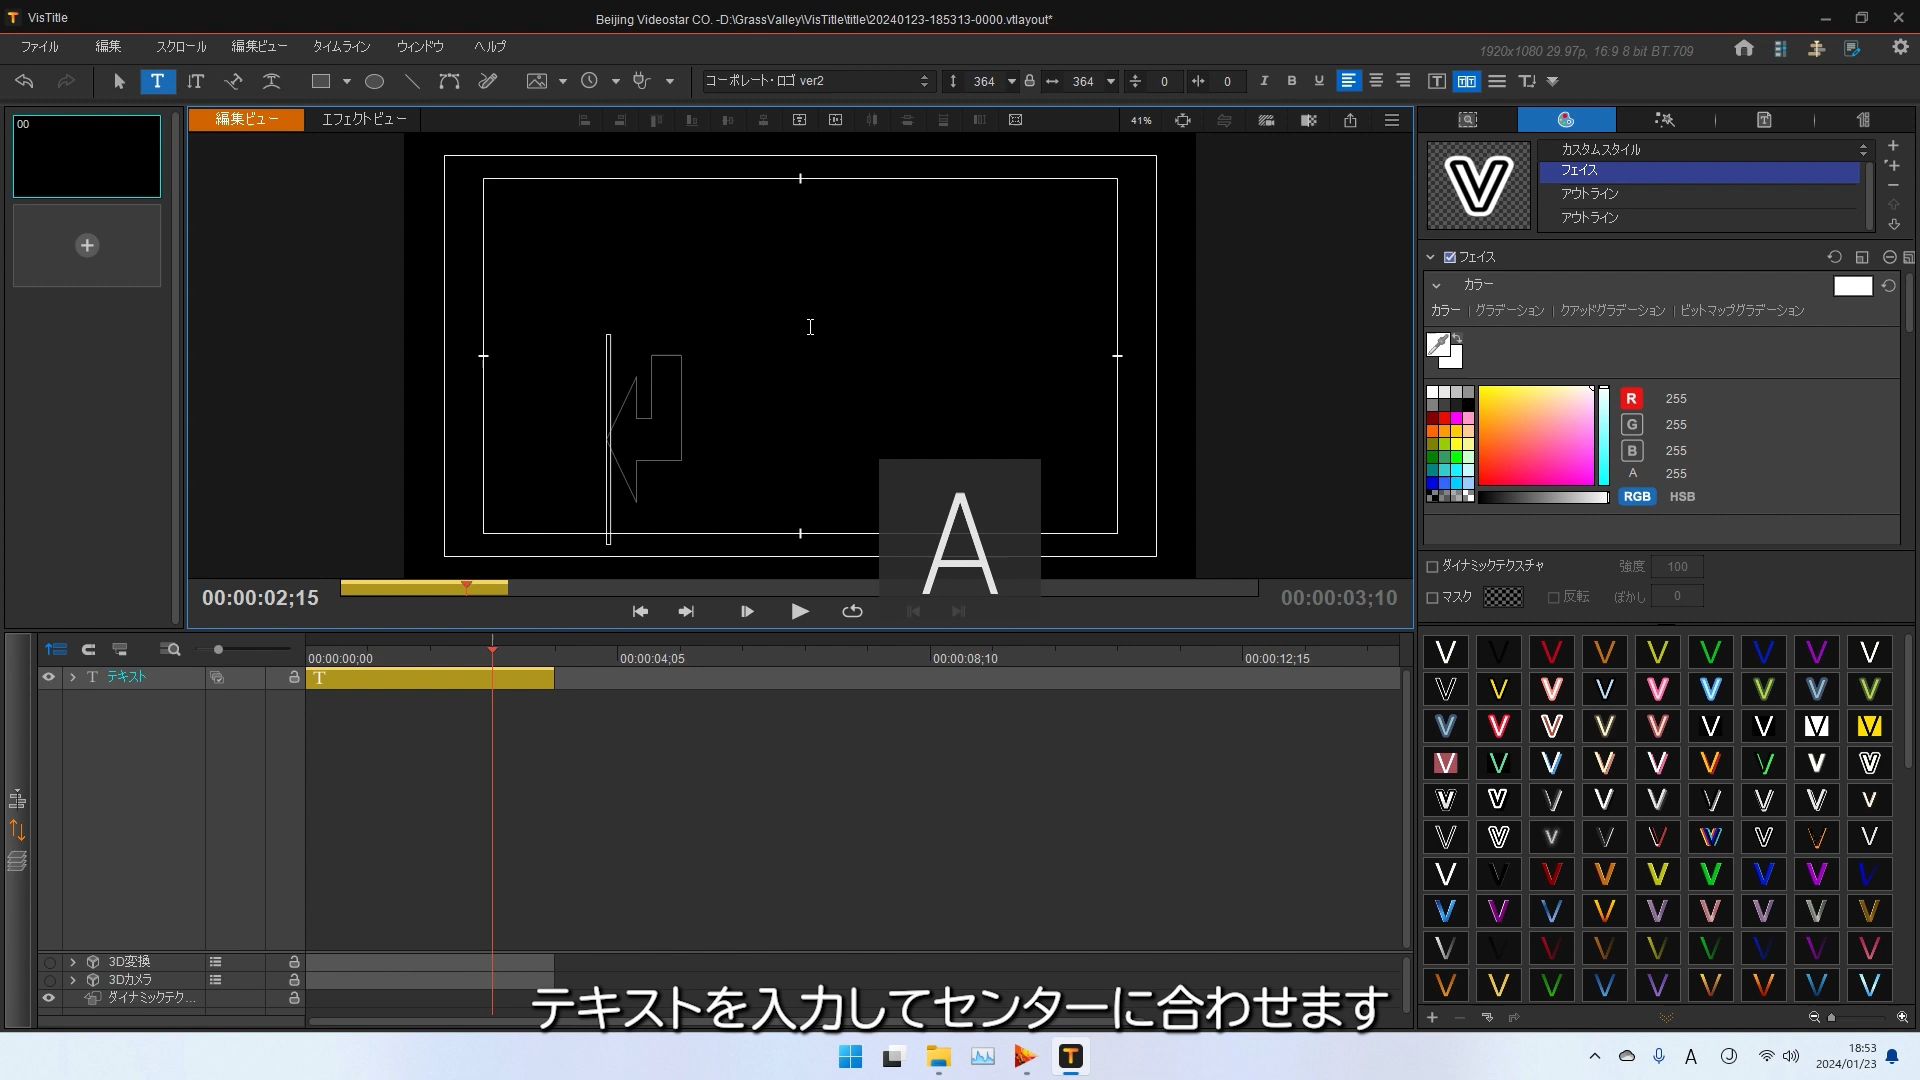 VisTitle
Beijing Videostar CO. -D:\GrassValley\VisTitle\title\20240123-185313-0000.vtlayout*
ファイル 編集 スクロール 編集ビュー タイムライン ウィンドウ ヘルプ
1920x1080 29.97p, 16:9 8 bit BT.709
コーポレート・ロゴ ver2 364 364 0 0 I B U
00
編集ビュー エフェクトビュー 41%
カスタムスタイル
フェイス
アウトライン
アウトライン
フェイス
カラー
カラー グラデーション クアッドグラデーション ビットマップグラデーション
R 255
G 255
B 255
A 255
RGB HSB
ダイナミックテクスチャ 強度 100
マスク 反転 ぼかし 0
A
00:00:02;15
00:00:03;10
00:00:00;00 00:00:04;05 00:00:08;10 00:00:12;15
T テキスト T
3D変換
3Dカメラ
ダイナミックテク...
テキストを入力してセンターに合わせます
A
18:53
2024/01/23